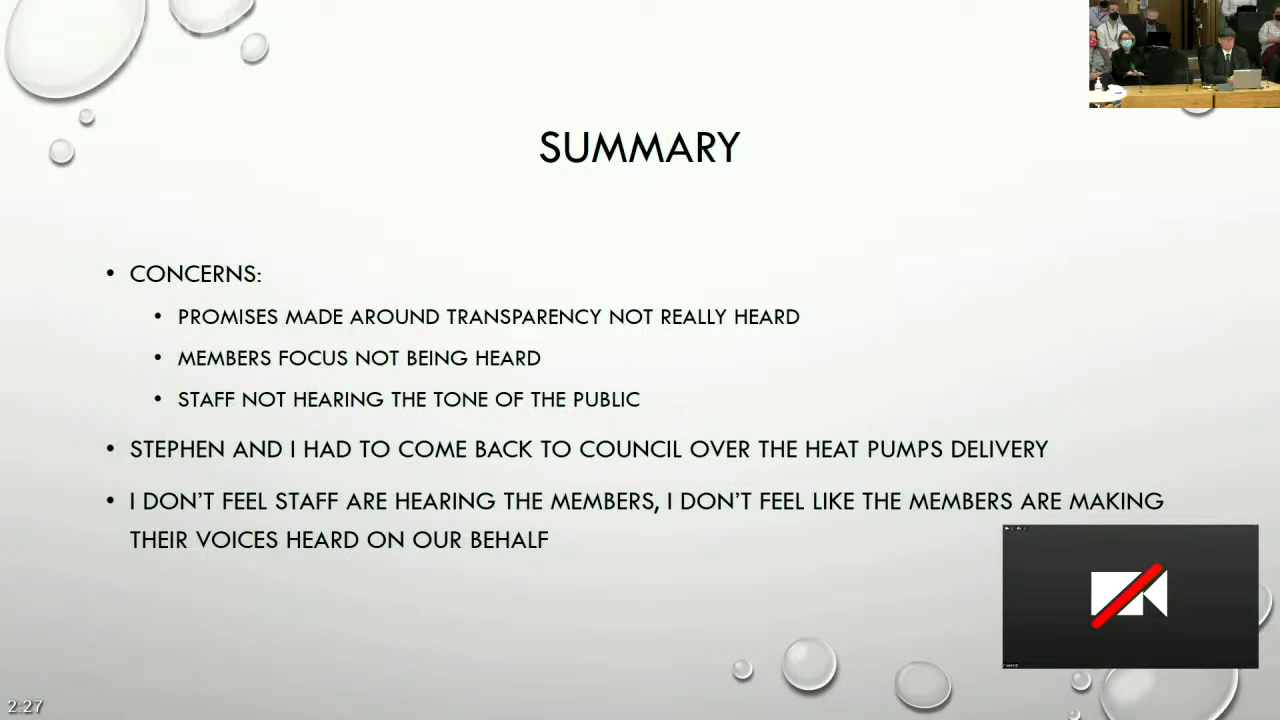 SUMMARY
• CONCERNS:
• PROMISES MADE AROUND TRANSPARENCY NOT REALLY HEARD
• MEMBERS FOCUS NOT BEING HEARD
• STAFF NOT HEARING THE TONE OF THE PUBLIC
• STEPHEN AND I HAD TO COME BACK TO COUNCIL OVER THE HEAT PUMPS DELIVERY
• I DON'T FEEL STAFF ARE HEARING THE MEMBERS, I DON'T FEEL LIKE THE MEMBERS ARE MAKING
THEIR VOICES HEARD ON OUR BEHALF
2:27